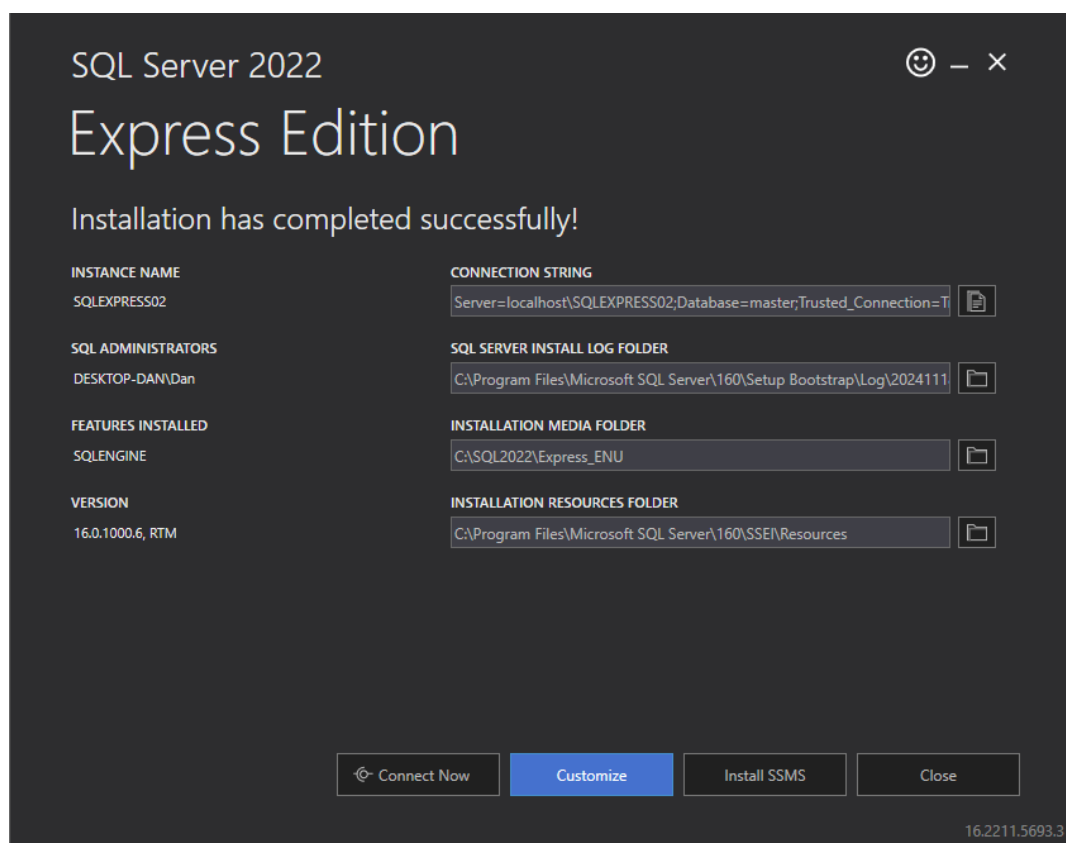 SQL Server 2022
Express Edition
Installation has completed successfully!
INSTANCE NAME
SQLEXPRESS02
CONNECTION STRING
Server=localhost\SQLEXPRESS02;Database=master;Trusted_Connection=T
SQL ADMINISTRATORS
DESKTOP-DAN\Dan
SQL SERVER INSTALL LOG FOLDER
C:\Program Files\Microsoft SQL Server\160\Setup Bootstrap\Log\2024111
FEATURES INSTALLED
SQLENGINE
INSTALLATION MEDIA FOLDER
C:\SQL2022\Express_ENU
VERSION
16.0.1000.6, RTM
INSTALLATION RESOURCES FOLDER
C:\Program Files\Microsoft SQL Server\160\SSEI\Resources
Connect Now
Customize
Install SSMS
Close
16.2211.5693.3